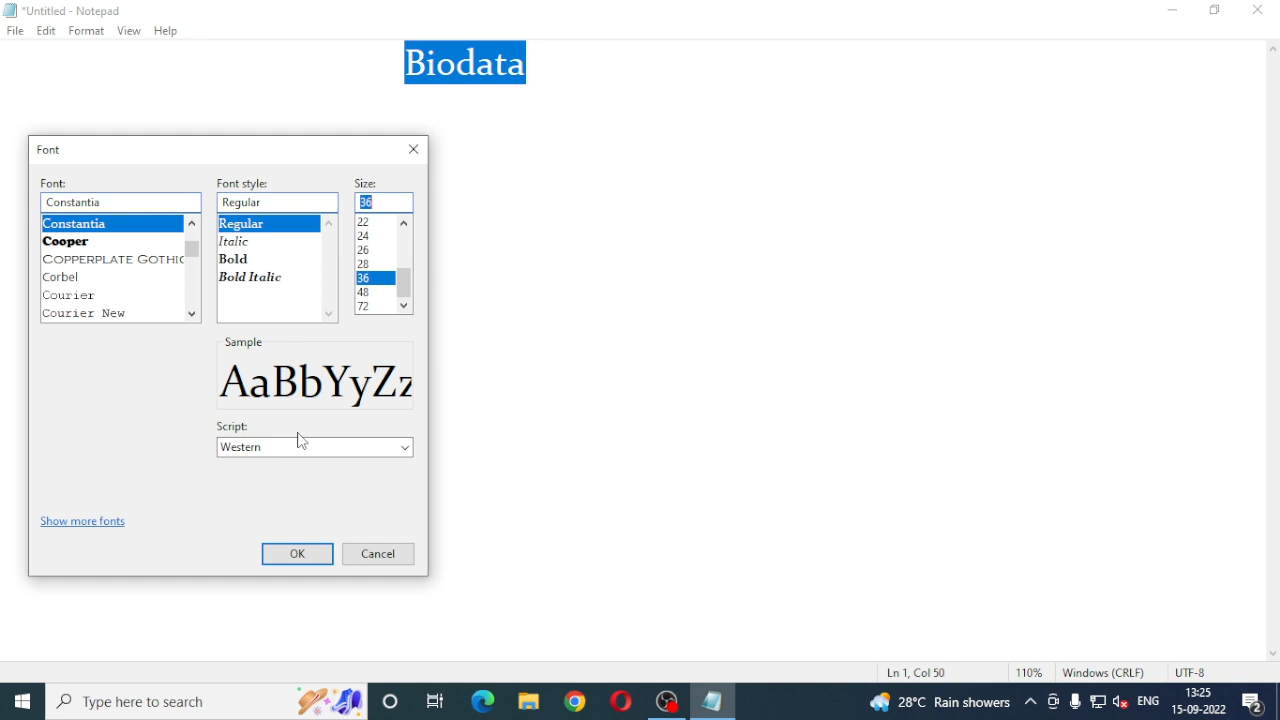 *Untitled - Notepad
File Edit Format View Help
Biodata
Font
Font: Font style: Size:
Constantia Regular 36
Constantia Regular 22
Cooper Italic 24
COPPERPLATE GOTHIC Bold 26
Corbel Bold Italic 28
Courier 36
Courier New 48
72
Sample
AaBbYyZz
Script:
Western
Show more fonts
OK Cancel
Ln 1, Col 50 110% Windows (CRLF) UTF-8
Type here to search 28°C Rain showers ENG 13:25
15-09-2022 2